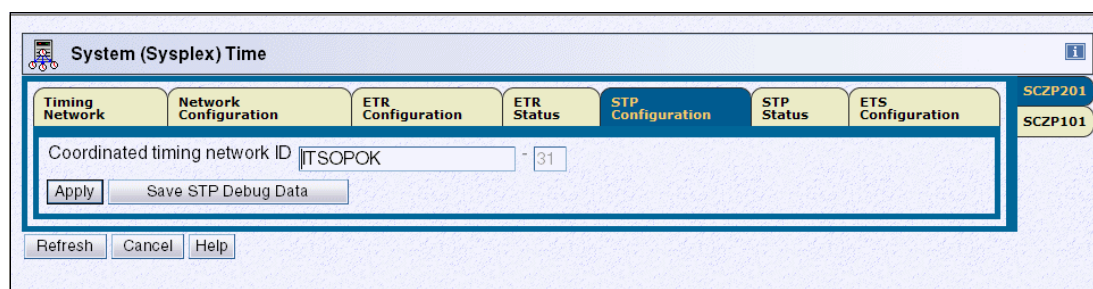 System (Sysplex) Time
i
Timing Network
Network Configuration
ETR Configuration
ETR Status
STP Configuration
STP Status
ETS Configuration
SCZP201
SCZP101
Coordinated timing network ID ITSOPOK - 31
Apply Save STP Debug Data
Refresh Cancel Help